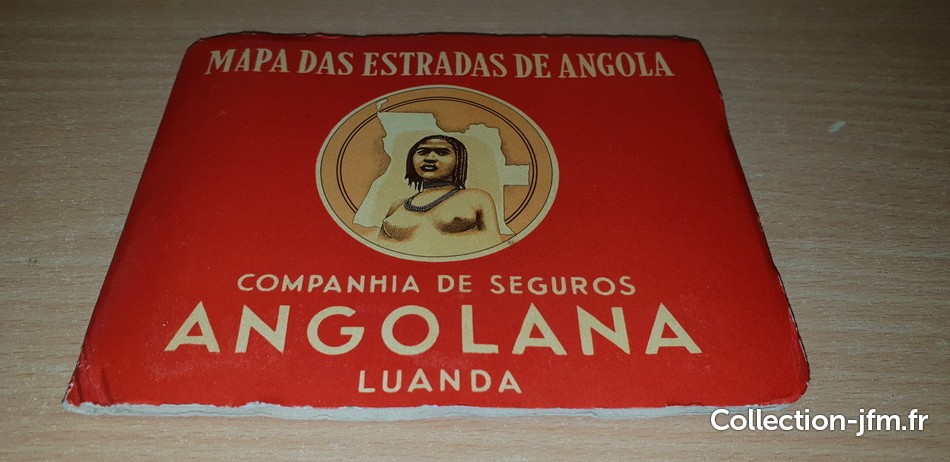 MAPA DAS ESTRADAS DE ANGOLA
COMPANHIA DE SEGUROS
ANGOLANA
LUANDA
Collection-jfm.fr